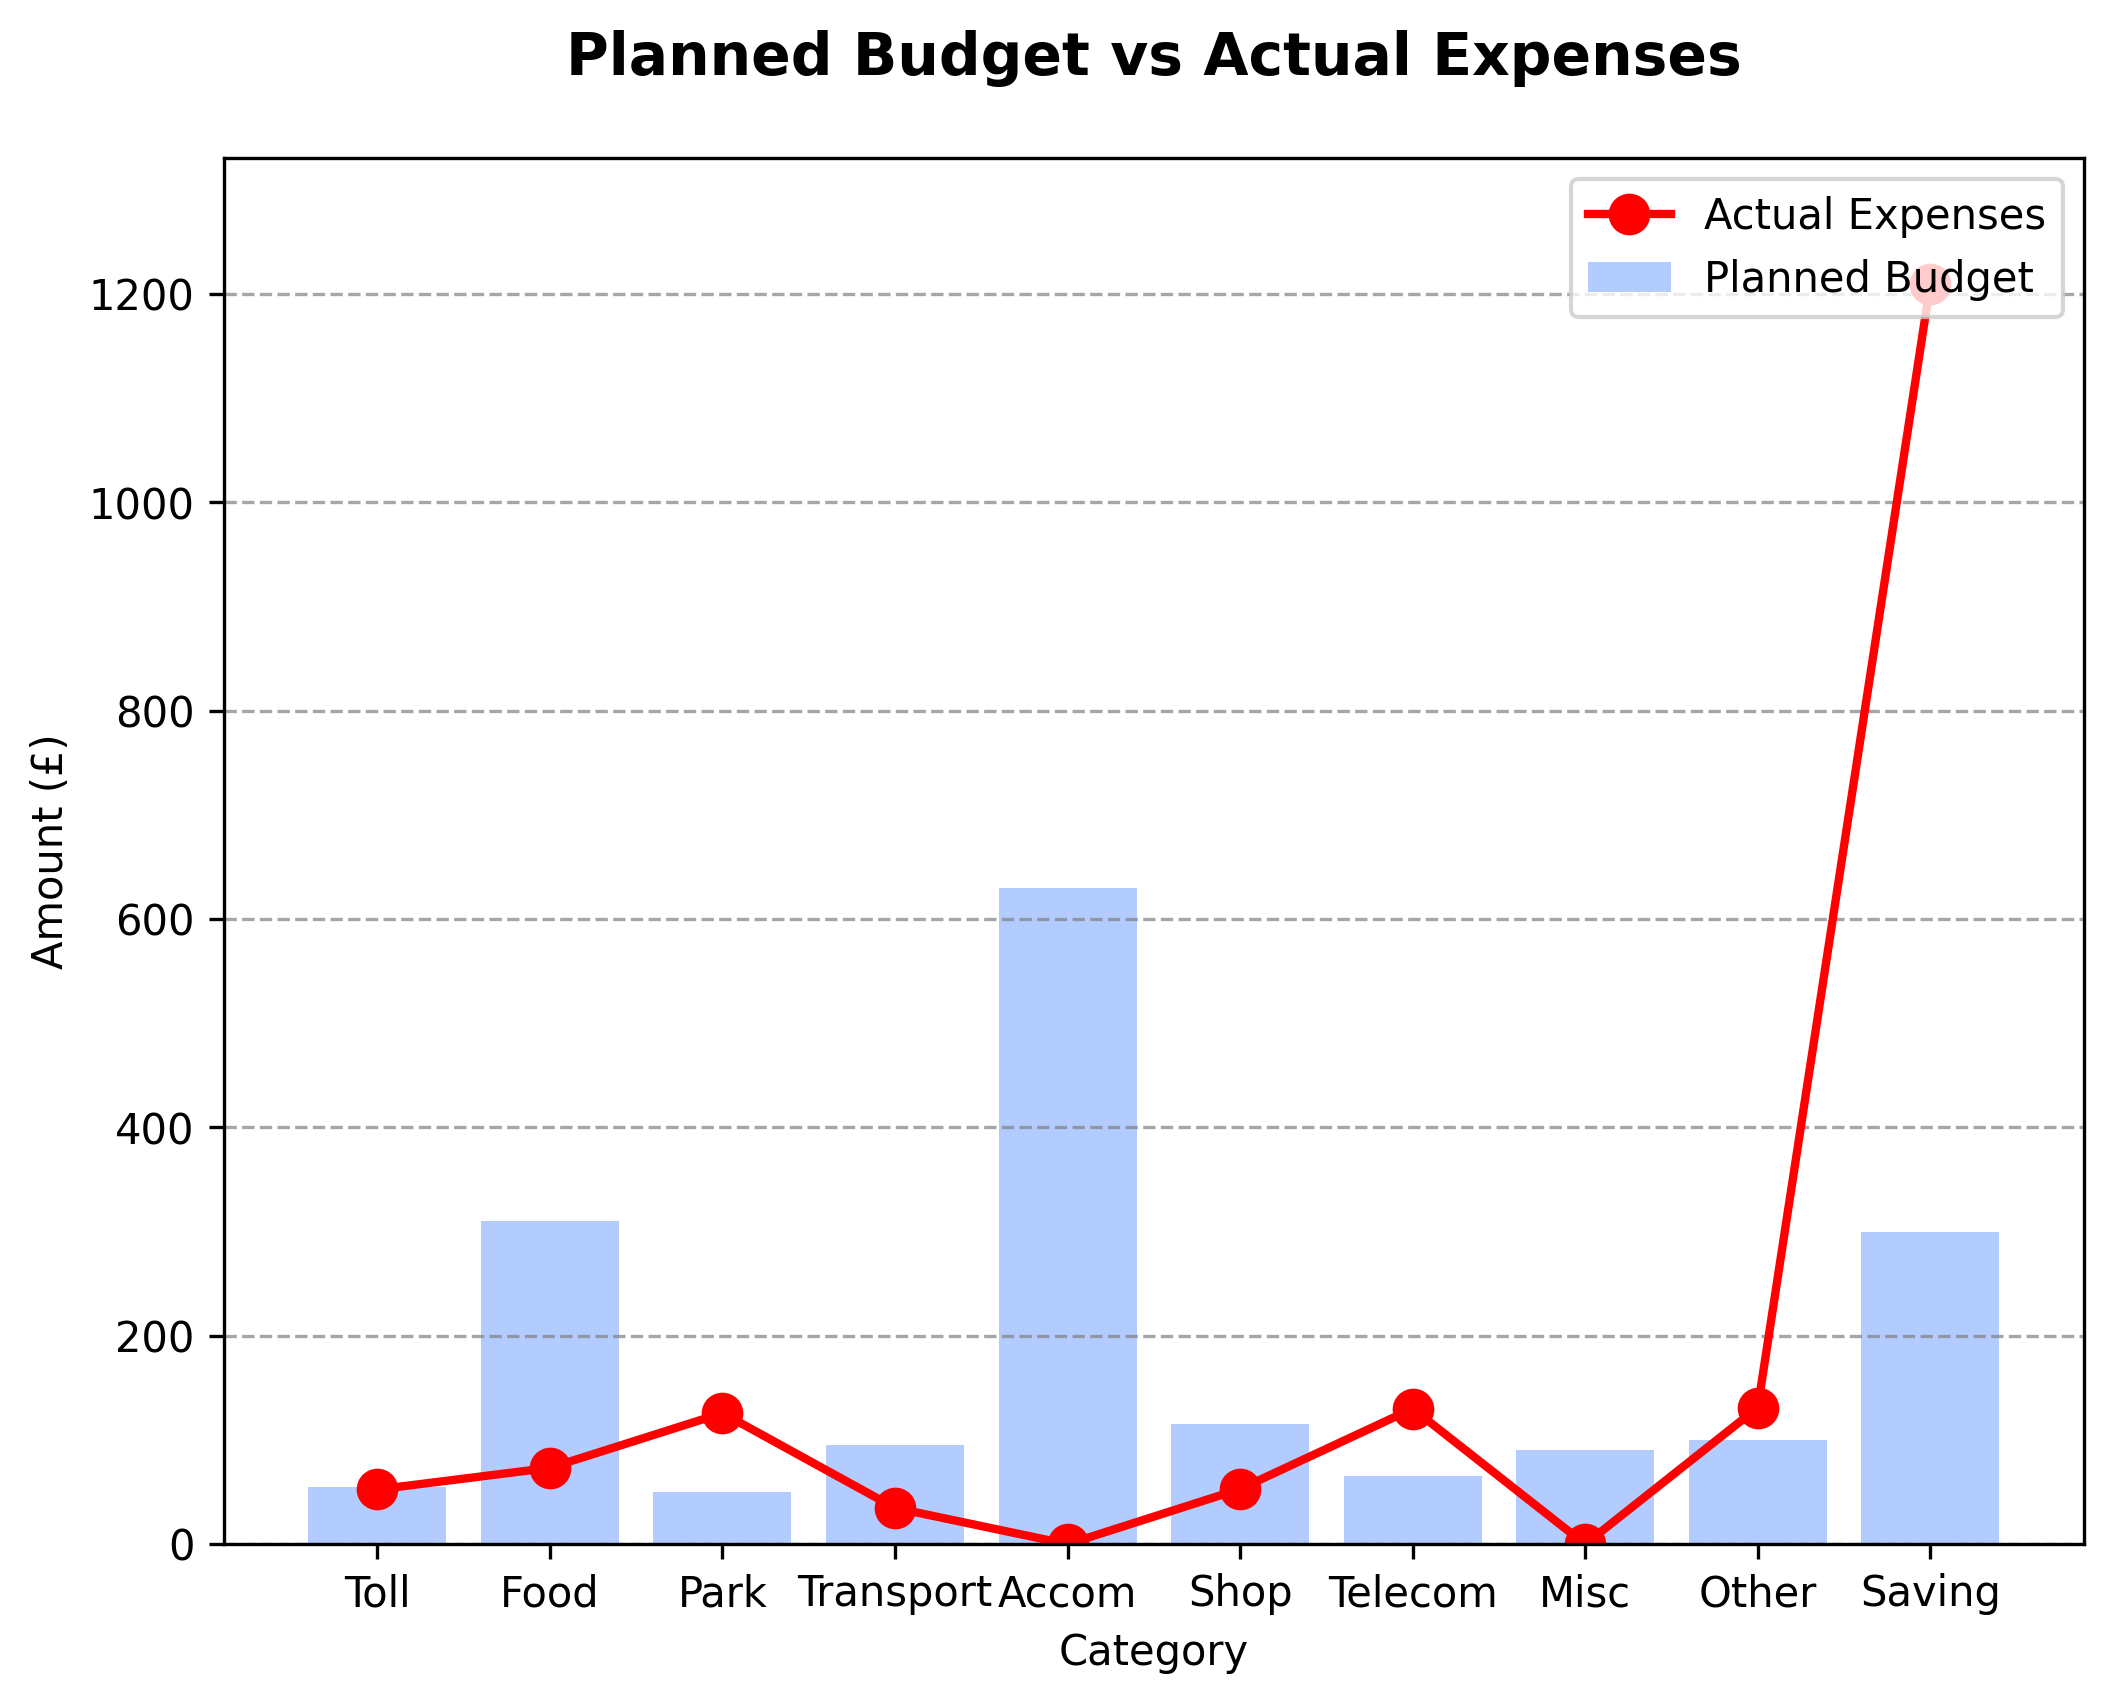 Planned Budget vs Actual Expenses
Actual Expenses
Planned Budget
1200
1000
800
600
400
200
0
Amount (£)
Toll Food Park Transport Accom Shop Telecom Misc Other Saving
Category